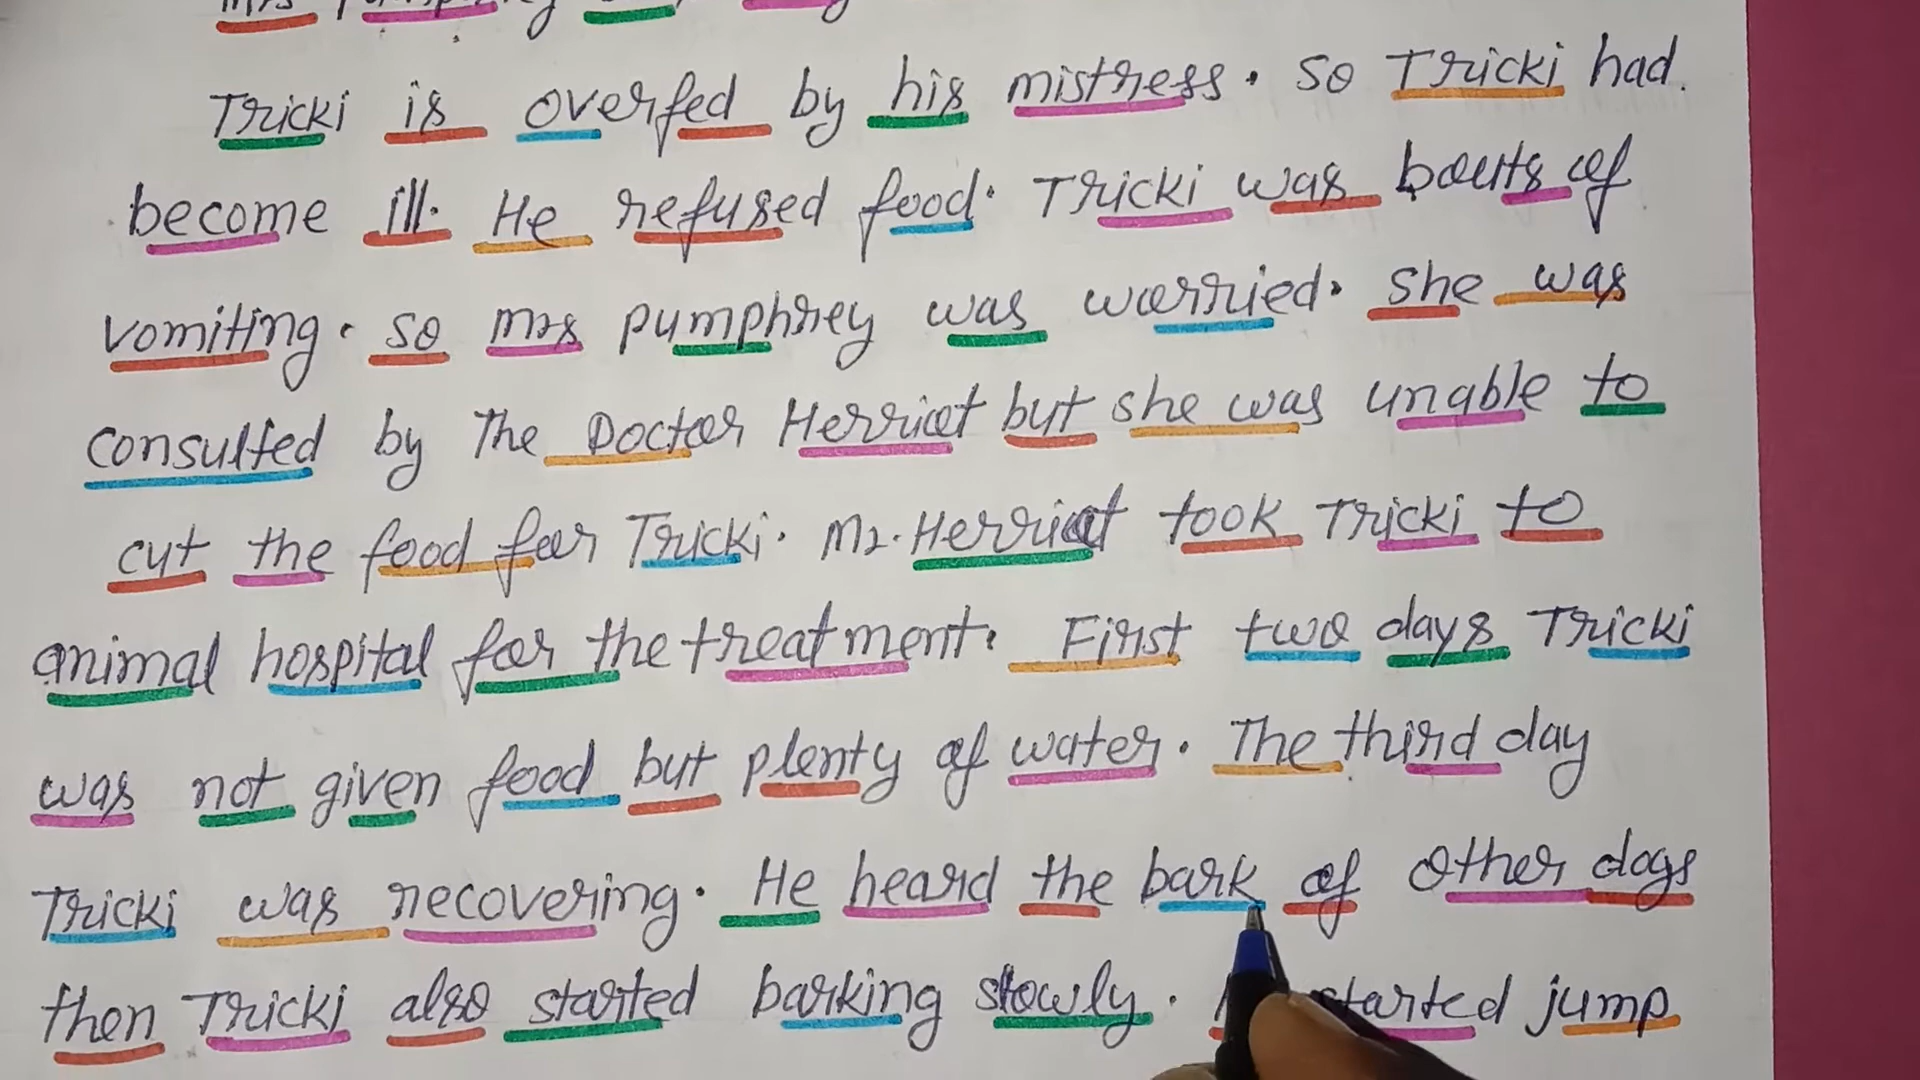 Mrs pumphrey
Tricki is overfed by his mistress. So Tricki had
become ill. He refused food. Tricki was bouts of
vomiting. So Mrs pumphrey was worried. She was
consulted by The Doctor Herriot but she was unable to
cut the food for Tricki. Mr. Herriot took Tricki to
animal hospital for the treatment. First two days Tricki
was not given food but plenty of water. The third day
Tricki was recovering. He heard the bark of other dogs
then Tricki also started barking slowly. started jump